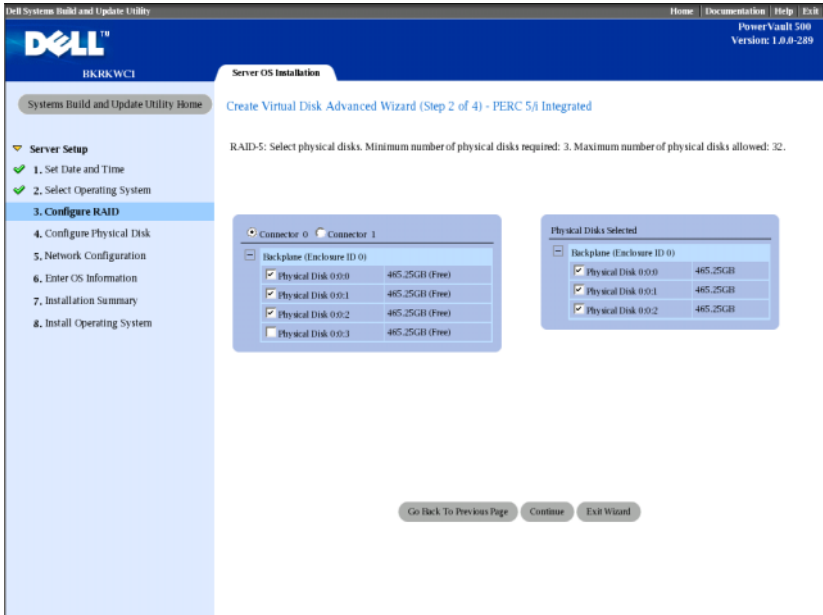 Dell Systems Build and Update Utility
Home Documentation Help Exit
DELL™
PowerVault 500
Version: 1.0.0-289
BKRKWC1
Server OS Installation
Systems Build and Update Utility Home
Create Virtual Disk Advanced Wizard (Step 2 of 4) - PERC 5/i Integrated
RAID-5: Select physical disks. Minimum number of physical disks required: 3. Maximum number of physical disks allowed: 32.
Server Setup
1. Set Date and Time
2. Select Operating System
3. Configure RAID
4. Configure Physical Disk
5. Network Configuration
6. Enter OS Information
7. Installation Summary
8. Install Operating System
Connector 0 Connector 1
Backplane (Enclosure ID 0)
Physical Disk 0:0:0 465.25GB (Free)
Physical Disk 0:0:1 465.25GB (Free)
Physical Disk 0:0:2 465.25GB (Free)
Physical Disk 0:0:3 465.25GB (Free)
Physical Disks Selected
Backplane (Enclosure ID 0)
Physical Disk 0:0:0 465.25GB
Physical Disk 0:0:1 465.25GB
Physical Disk 0:0:2 465.25GB
Go Back To Previous Page Continue Exit Wizard